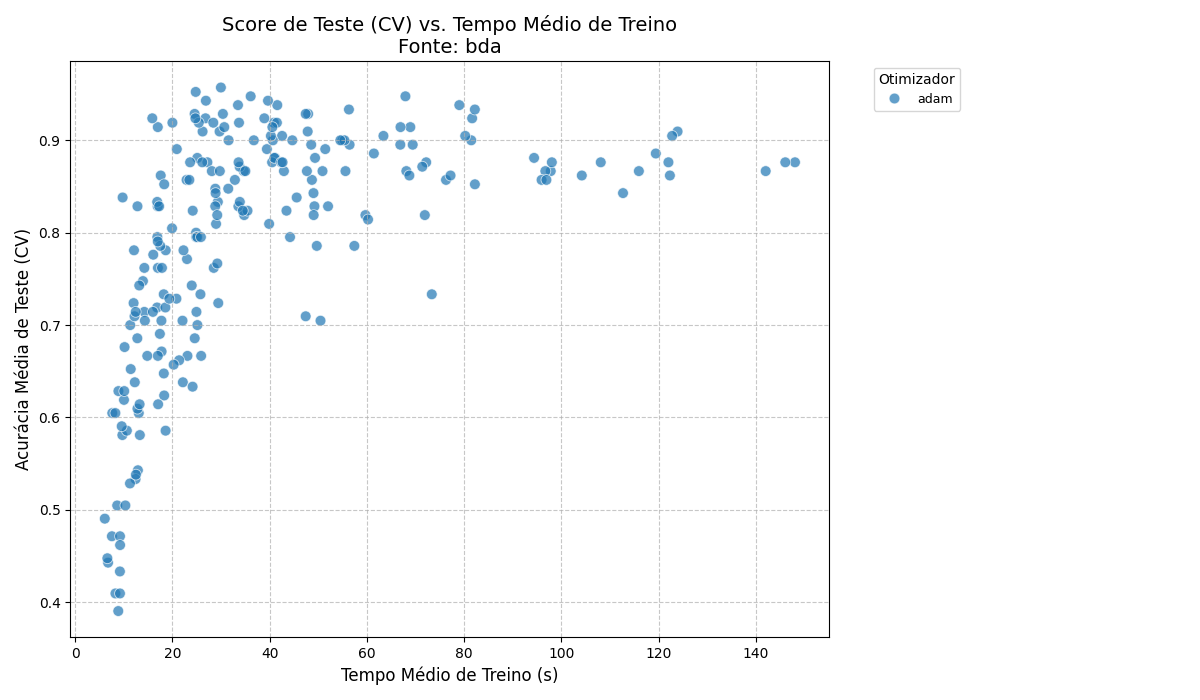 Score de Teste (CV) vs. Tempo Médio de Treino
Fonte: bda
Otimizador
adam
Acurácia Média de Teste (CV)
0.9
0.8
0.7
0.6
0.5
0.4
0 20 40 60 80 100 120 140
Tempo Médio de Treino (s)